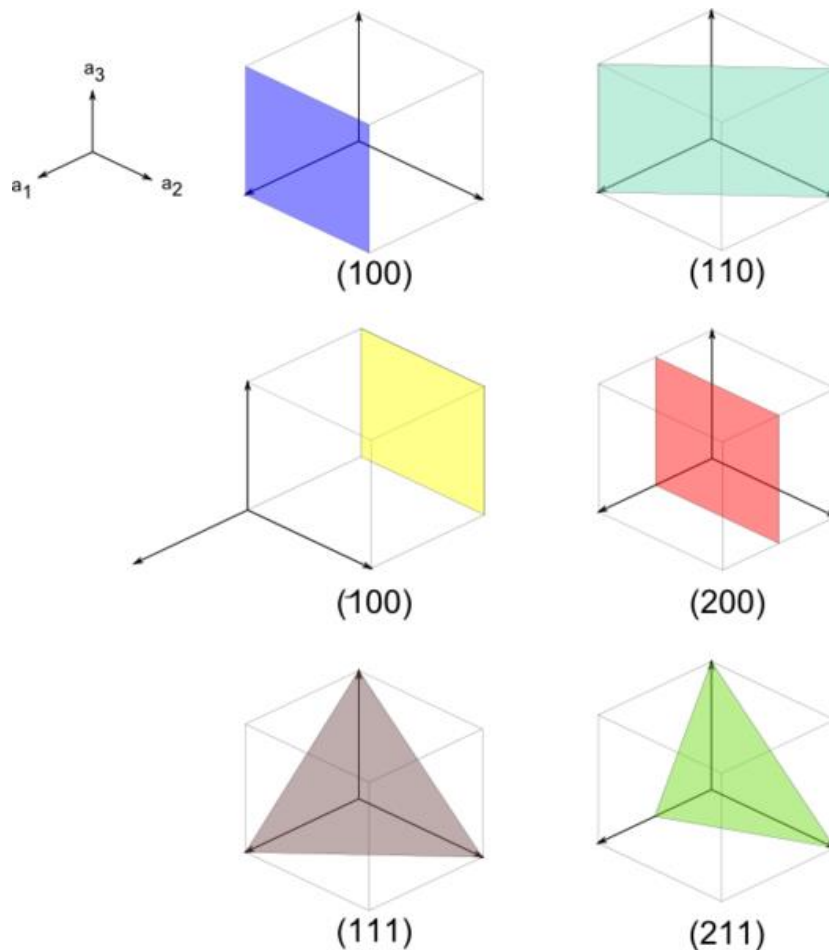 a₃
a₁
a₂
(100)
(110)
(100)
(200)
(111)
(211)